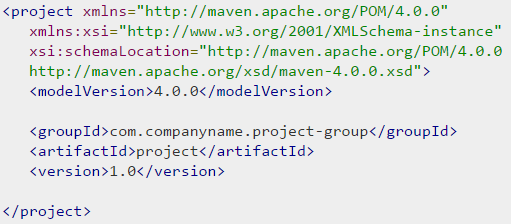 <project xmlns="http://maven.apache.org/POM/4.0.0"
xmlns:xsi="http://www.w3.org/2001/XMLSchema-instance"
xsi:schemaLocation="http://maven.apache.org/POM/4.0.0
http://maven.apache.org/xsd/maven-4.0.0.xsd">
<modelVersion>4.0.0</modelVersion>
<groupId>com.companyname.project-group</groupId>
<artifactId>project</artifactId>
<version>1.0</version>
</project>